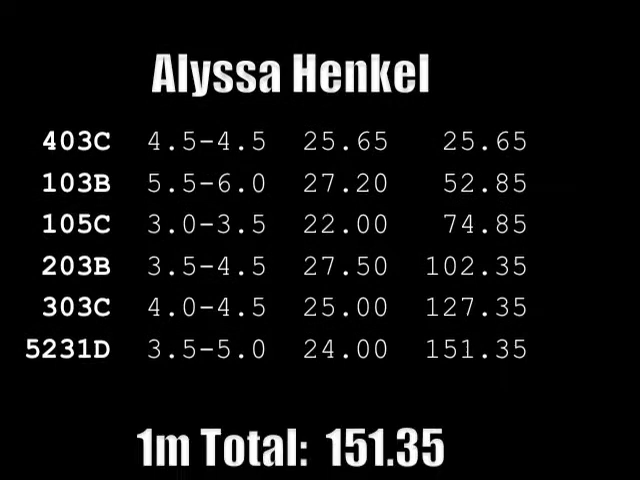 Alyssa Henkel
403C 4.5-4.5 25.65 25.65
103B 5.5-6.0 27.20 52.85
105C 3.0-3.5 22.00 74.85
203B 3.5-4.5 27.50 102.35
303C 4.0-4.5 25.00 127.35
5231D 3.5-5.0 24.00 151.35
1m Total: 151.35